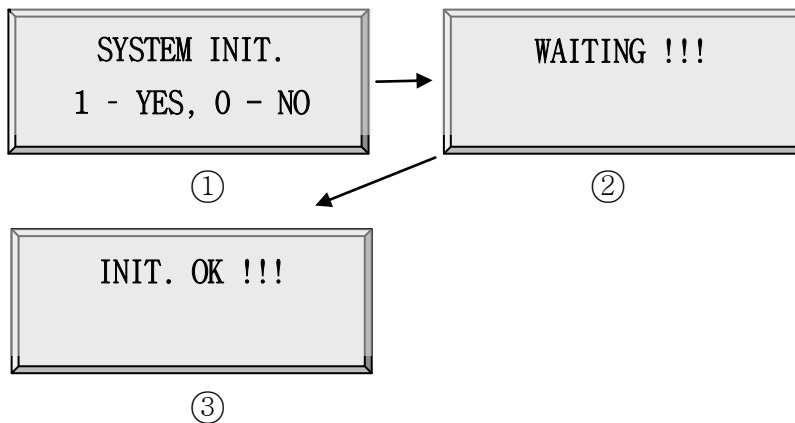 SYSTEM INIT.
1 - YES, 0 - NO
①
WAITING !!!
②
INIT. OK !!!
③